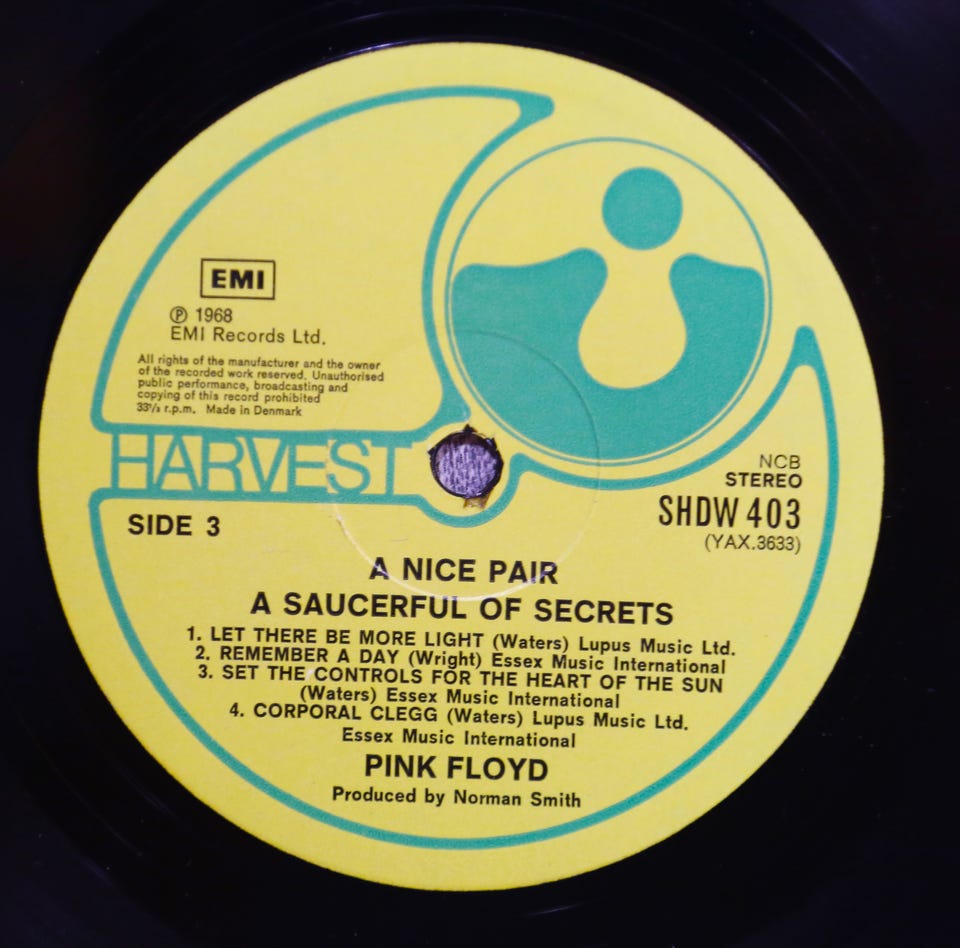 EMI
℗ 1968
EMI Records Ltd.
All rights of the manufacturer and the owner
of the recorded work reserved. Unauthorised
public performance, broadcasting and
copying of this record prohibited
33⅓ r.p.m. Made in Denmark
HARVEST
NCB
STEREO
SHDW 403
(YAX.3633)
SIDE 3
A NICE PAIR
A SAUCERFUL OF SECRETS
1. LET THERE BE MORE LIGHT (Waters) Lupus Music Ltd.
2. REMEMBER A DAY (Wright) Essex Music International
3. SET THE CONTROLS FOR THE HEART OF THE SUN
(Waters) Essex Music International
4. CORPORAL CLEGG (Waters) Lupus Music Ltd.
Essex Music International
PINK FLOYD
Produced by Norman Smith